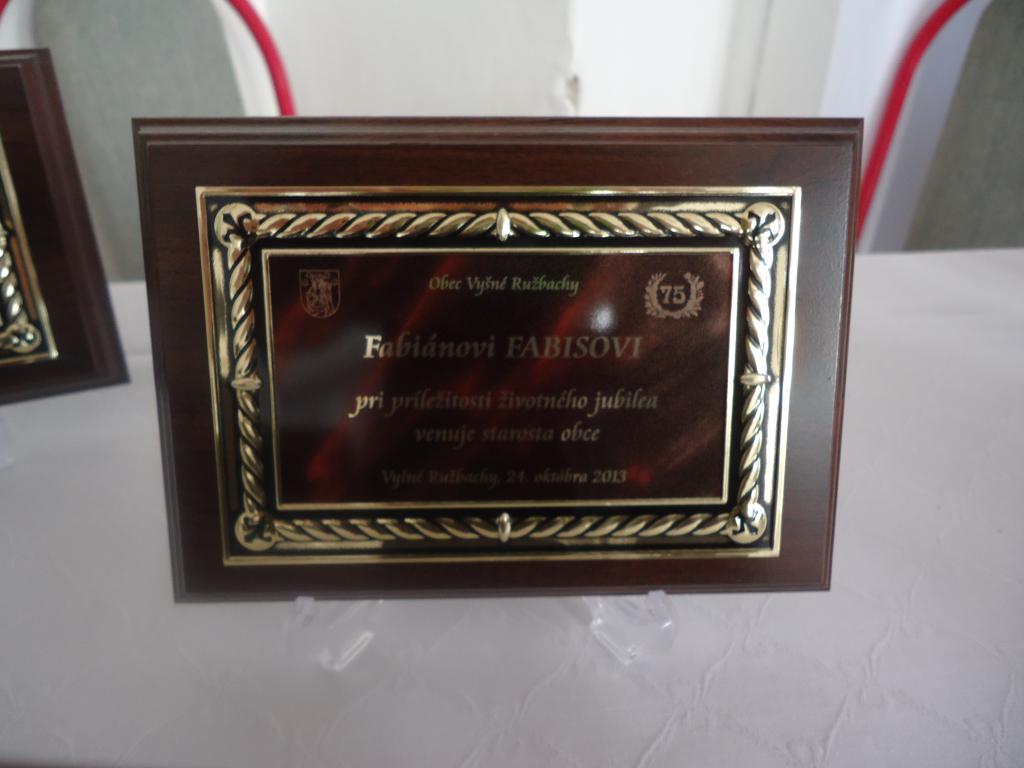 Obec Vyšné Ružbachy
75
Fabiánovi FABISOVI
pri príležitosti životného jubilea
venuje starosta obce
Vyšné Ružbachy, 24. októbra 2013